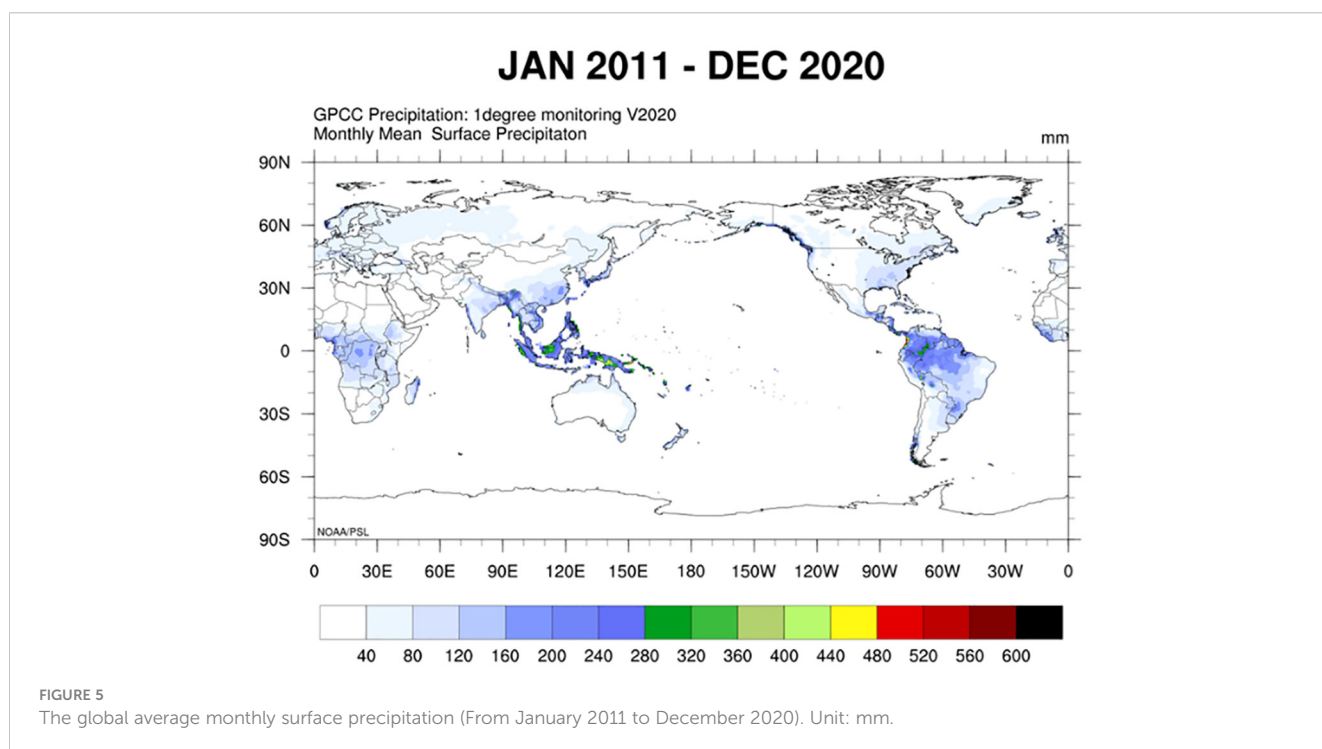 JAN 2011 - DEC 2020
GPCC Precipitation: 1degree monitoring V2020
Monthly Mean Surface Precipitaton
mm
90N
60N
30N
0
30S
60S
90S
NOAA/PSL
0 30E 60E 90E 120E 150E 180 150W 120W 90W 60W 30W 0
40 80 120 160 200 240 280 320 360 400 440 480 520 560 600
FIGURE 5
The global average monthly surface precipitation (From January 2011 to December 2020). Unit: mm.